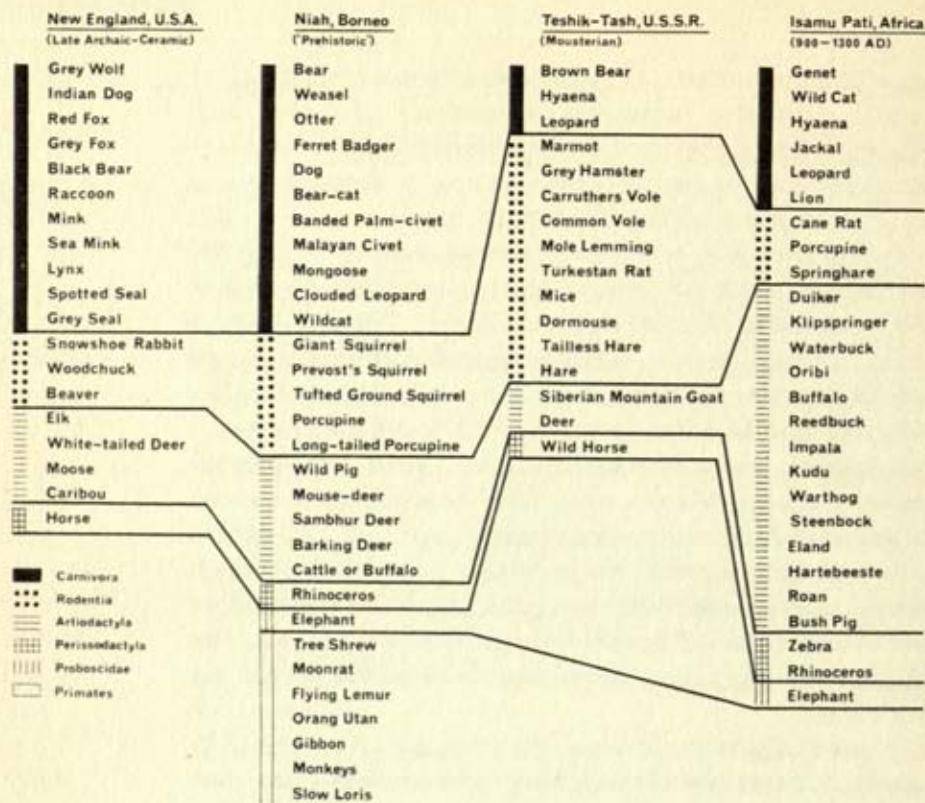 New England, U.S.A.
(Late Archaic-Ceramic)
Grey Wolf
Indian Dog
Red Fox
Grey Fox
Black Bear
Raccoon
Mink
Sea Mink
Lynx
Spotted Seal
Grey Seal
Snowshoe Rabbit
Woodchuck
Beaver
Elk
White-tailed Deer
Moose
Caribou
Horse
Carnivora
Rodentia
Artiodactyla
Perissodactyla
Proboscidae
Primates
Niah, Borneo
('Prehistoric')
Bear
Weasel
Otter
Ferret Badger
Dog
Bear-cat
Banded Palm-civet
Malayan Civet
Mongoose
Clouded Leopard
Wildcat
Giant Squirrel
Prevost's Squirrel
Tufted Ground Squirrel
Porcupine
Long-tailed Porcupine
Wild Pig
Mouse-deer
Sambhur Deer
Barking Deer
Cattle or Buffalo
Rhinoceros
Elephant
Tree Shrew
Moonrat
Flying Lemur
Orang Utan
Gibbon
Monkeys
Slow Loris
Teshik-Tash, U.S.S.R.
(Mousterian)
Brown Bear
Hyaena
Leopard
Marmot
Grey Hamster
Carruthers Vole
Common Vole
Mole Lemming
Turkestan Rat
Mice
Dormouse
Tailless Hare
Hare
Siberian Mountain Goat
Deer
Wild Horse
Isamu Pati, Africa
(900-1300 AD)
Genet
Wild Cat
Hyaena
Jackal
Leopard
Lion
Cane Rat
Porcupine
Springhare
Duiker
Klipspringer
Waterbuck
Oribi
Buffalo
Reedbuck
Impala
Kudu
Warthog
Steenbock
Eland
Hartebeeste
Roan
Bush Pig
Zebra
Rhinoceros
Elephant